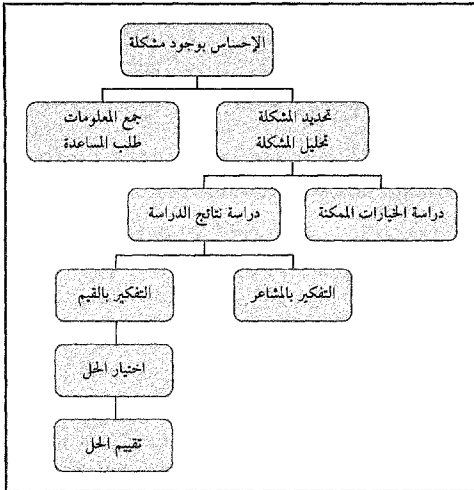 الإحساس بوجود مشكلة
تحديد المشكلة
تحليل المشكلة
جمع المعلومات
طلب المساعدة
دراسة الخيارات الممكنة
دراسة نتائج الدراسة
التفكير بالمشاعر
التفكير بالقيم
اختيار الحل
تقييم الحل